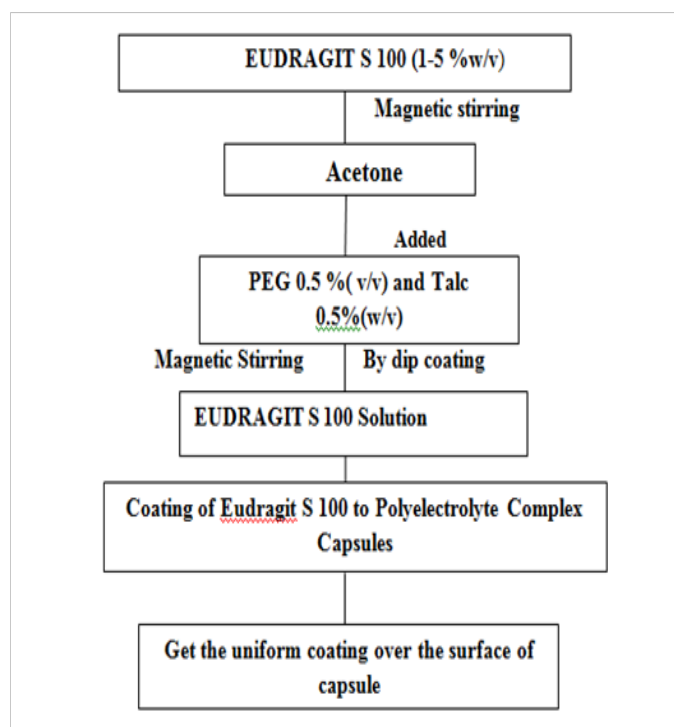 EUDRAGIT S 100 (1-5 %w/v)
Magnetic stirring
Acetone
Added
PEG 0.5 %( v/v) and Talc
0.5%(w/v)
Magnetic Stirring
By dip coating
EUDRAGIT S 100 Solution
Coating of Eudragit S 100 to Polyelectrolyte Complex
Capsules
Get the uniform coating over the surface of
capsule